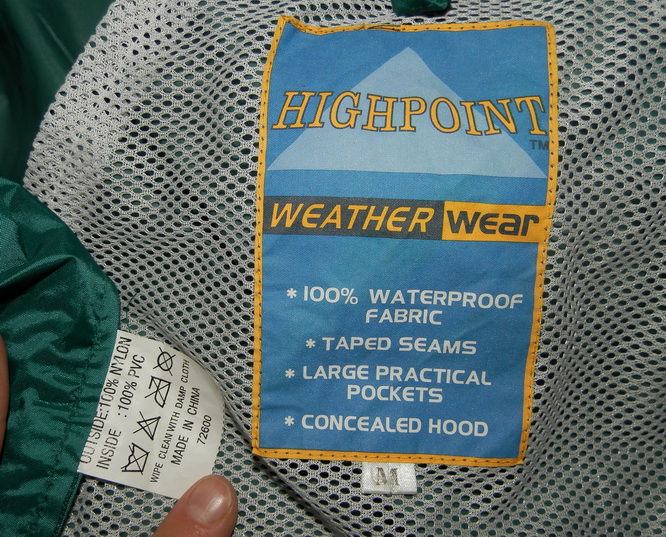 HIGHPOINT
TM
WEATHER WEAR
* 100% WATERPROOF
FABRIC
* TAPED SEAMS
* LARGE PRACTICAL
POCKETS
* CONCEALED HOOD
M
OUTSIDE:100% NYLON
INSIDE :100% PVC
WIPE CLEAN WITH DAMP CLOTH
MADE IN CHINA
72600